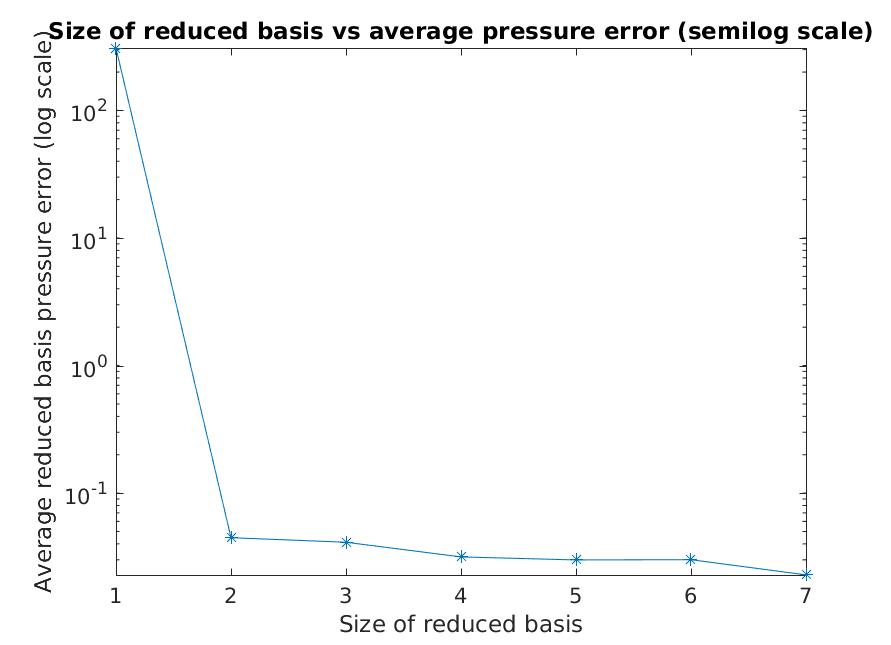 Size of reduced basis vs average pressure error (semilog scale)
Average reduced basis pressure error (log scale)
10^2
10^1
10^0
10^-1
1 2 3 4 5 6 7
Size of reduced basis